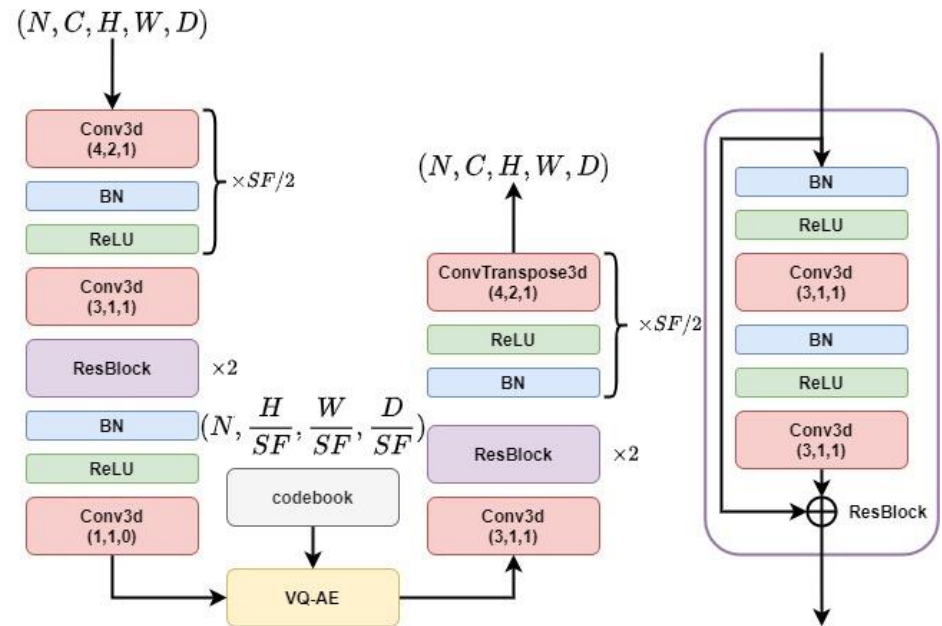 (N, C, H, W, D)
Conv3d
(4,2,1)
BN
ReLU
×SF/2
Conv3d
(3,1,1)
ResBlock
×2
BN
ReLU
Conv3d
(1,1,0)
(N, H/SF, W/SF, D/SF)
codebook
VQ-AE
(N, C, H, W, D)
ConvTranspose3d
(4,2,1)
ReLU
BN
×SF/2
ResBlock
×2
Conv3d
(3,1,1)
BN
ReLU
Conv3d
(3,1,1)
BN
ReLU
Conv3d
(3,1,1)
ResBlock